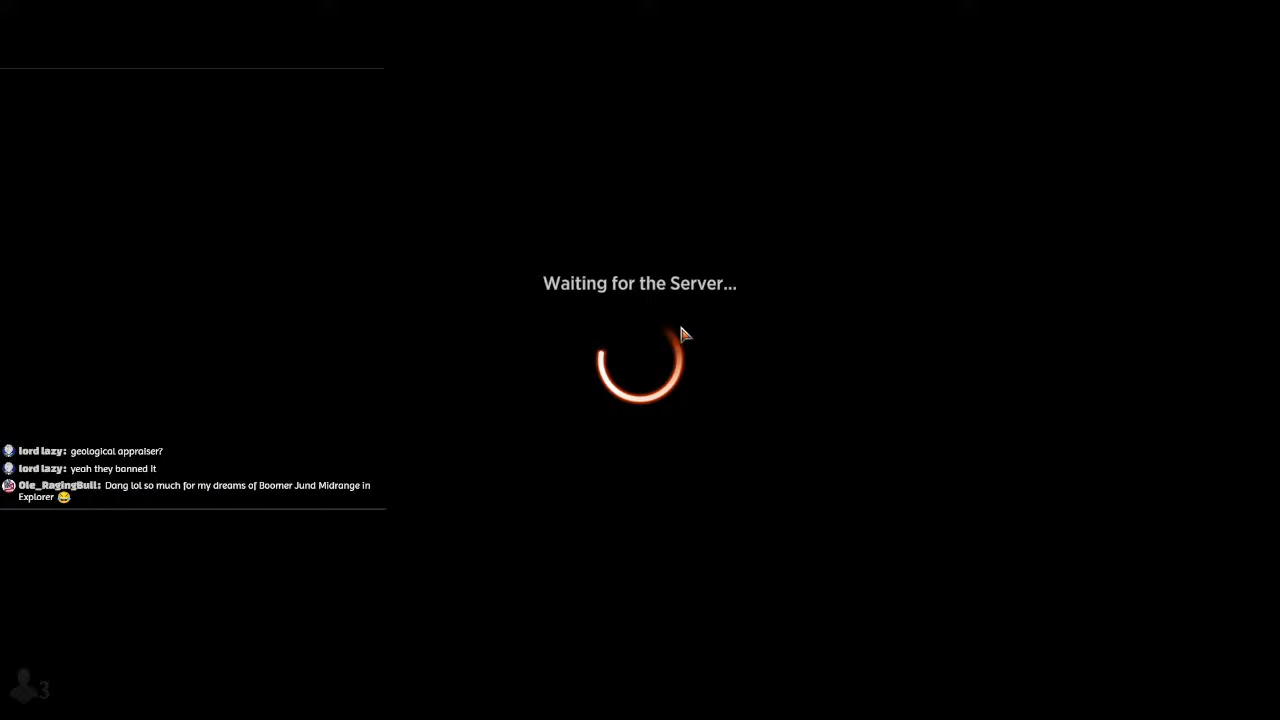 Waiting for the Server...
lord lazy: geological appraiser?
lord lazy: yeah they banned it
Ole_RagingBull: Dang lol so much for my dreams of Boomer Jund Midrange in
Explorer 😂
3